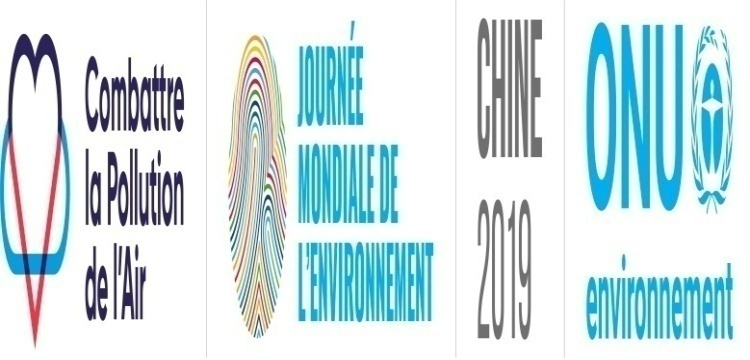 Combattre
la Pollution
de l'Air
JOURNÉE
MONDIALE DE
L'ENVIRONNEMENT
CHINE
2019
ONU
environnement